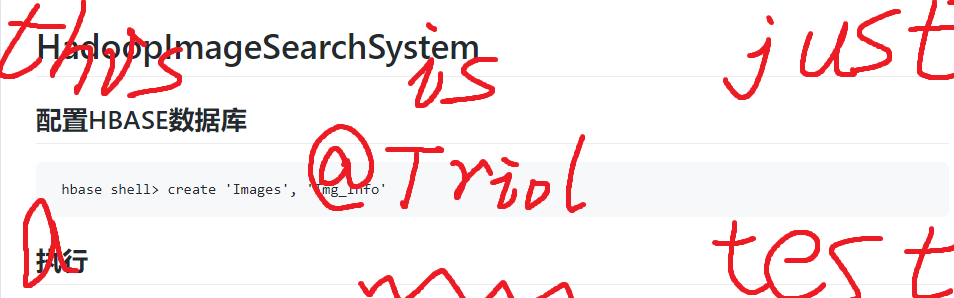 HadoopImageSearchSystem
this is just
配置HBASE数据库
@Triol
hbase shell> create 'Images', 'Img_Info'
test
执行